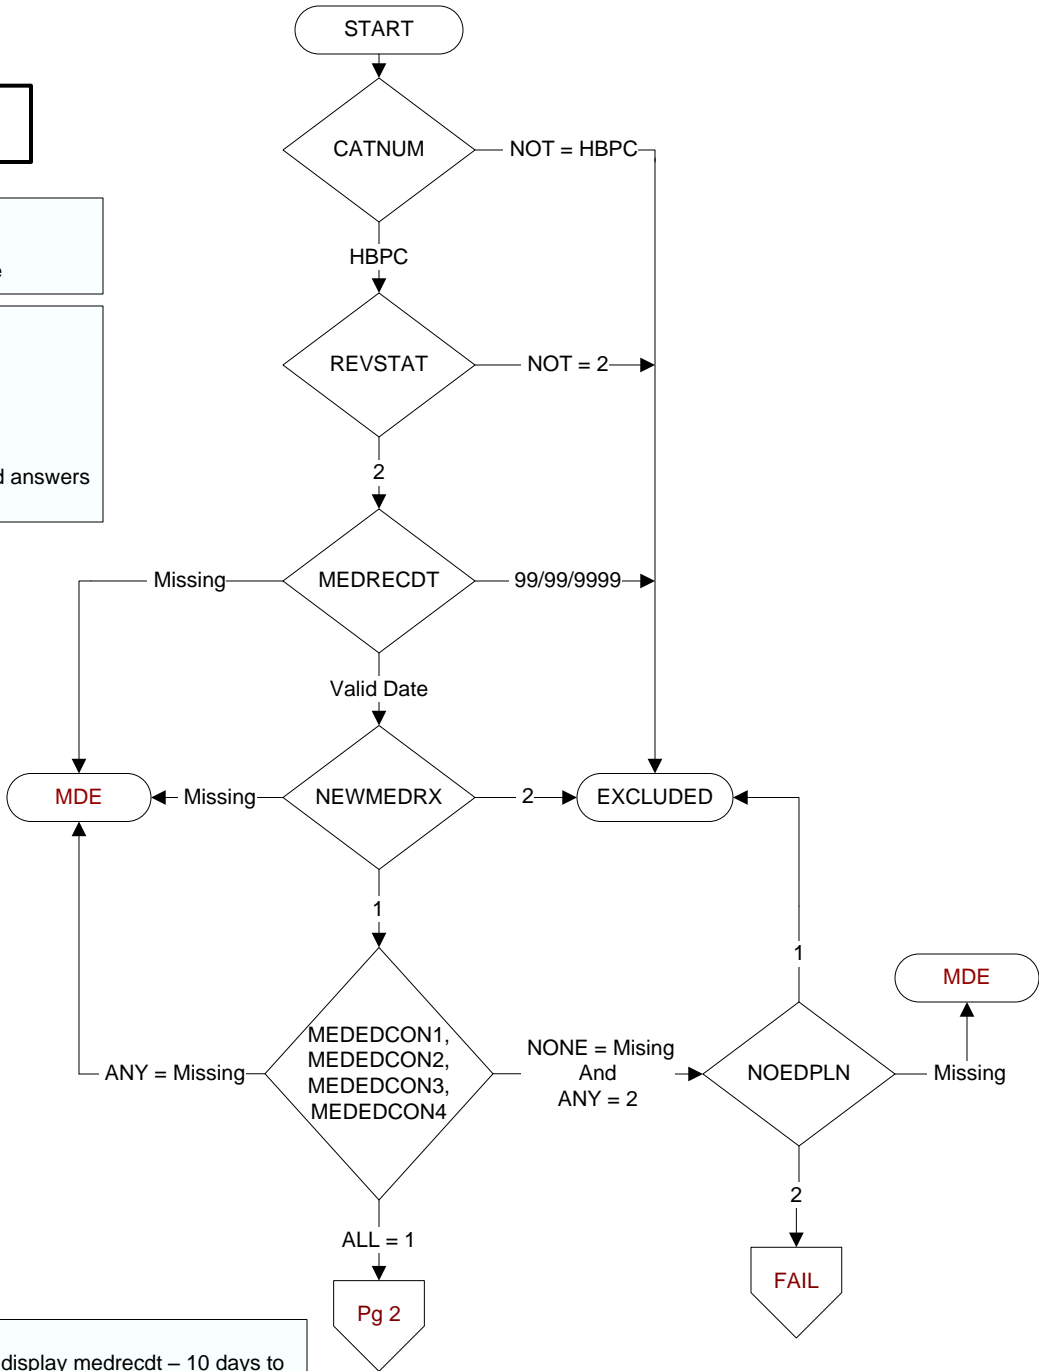 START
CATNUM
NOT = HBPC
HBPC
e
REVSTAT
NOT = 2
d answers
2
Missing
MEDRECDT
99/99/9999
Valid Date
MDE
Missing
NEWMEDRX
2
EXCLUDED
1
1
MDE
MEDEDCON1,
MEDEDCON2,
MEDEDCON3,
MEDEDCON4
ANY = Missing
NONE = Mising
And
ANY = 2
NOEDPLN
Missing
2
ALL = 1
FAIL
Pg 2
display medrecdt – 10 days to